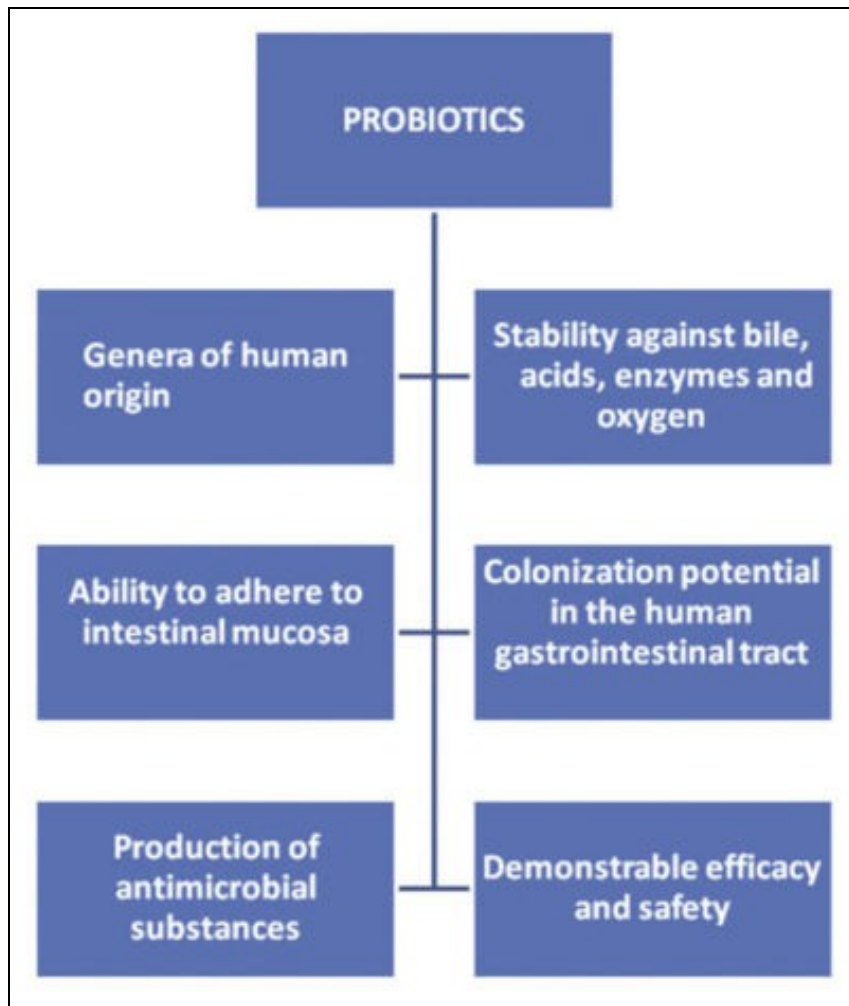 PROBIOTICS
Genera of human
origin
Stability against bile,
acids, enzymes and
oxygen
Ability to adhere to
intestinal mucosa
Colonization potential
in the human
gastrointestinal tract
Production of
antimicrobial
substances
Demonstrable efficacy
and safety